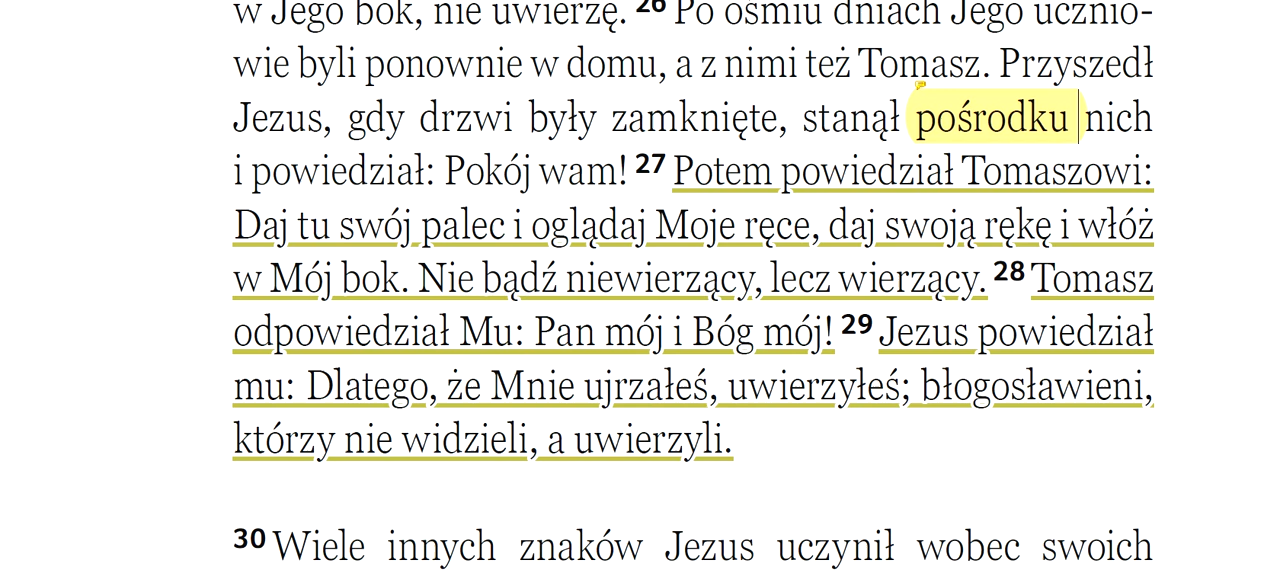 w Jego bok, nie uwierzę. 26 Po ośmiu dniach Jego ucznio-
wie byli ponownie w domu, a z nimi też Tomasz. Przyszedł
Jezus, gdy drzwi były zamknięte, stanął pośrodku nich
i powiedział: Pokój wam! 27 Potem powiedział Tomaszowi:
Daj tu swój palec i oglądaj Moje ręce, daj swoją rękę i włóż
w Mój bok. Nie bądź niewierzący, lecz wierzący. 28 Tomasz
odpowiedział Mu: Pan mój i Bóg mój! 29 Jezus powiedział
mu: Dlatego, że Mnie ujrzałeś, uwierzyłeś; błogosławieni,
którzy nie widzieli, a uwierzyli.
30 Wiele innych znaków Jezus uczynił wobec swoich